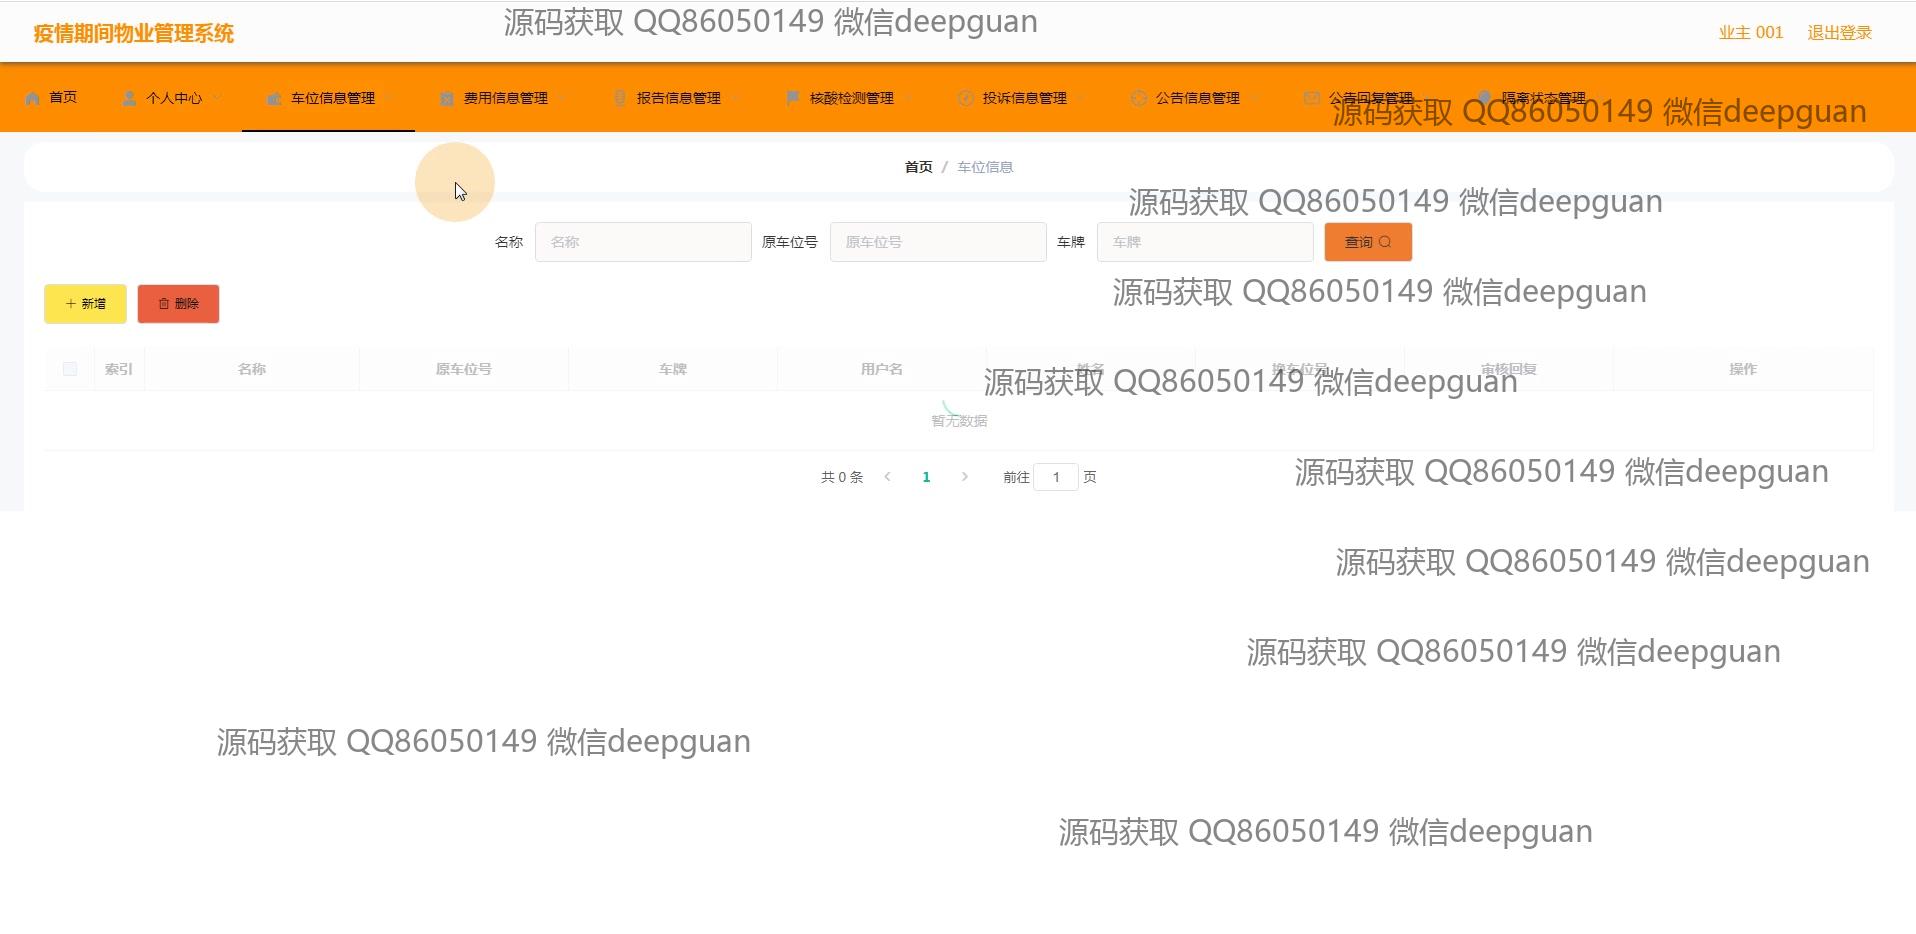 疫情期间物业管理系统
源码获取 QQ86050149 微信deepguan
业主 001 退出登录
首页 个人中心 车位信息管理 费用信息管理 报告信息管理 核酸检测管理 投诉信息管理 公告信息管理 公告回复管理 隔离状态管理
源码获取 QQ86050149 微信deepguan
首页 / 车位信息
源码获取 QQ86050149 微信deepguan
名称 名称 原车位号 原车位号 车牌 车牌 查询
源码获取 QQ86050149 微信deepguan
新增 删除
索引 名称 原车位号 车牌 用户名 姓名 换车位号 审核回复 操作
源码获取 QQ86050149 微信deepguan
暂无数据
共 0 条 1 前往 1 页
源码获取 QQ86050149 微信deepguan
源码获取 QQ86050149 微信deepguan
源码获取 QQ86050149 微信deepguan
源码获取 QQ86050149 微信deepguan
源码获取 QQ86050149 微信deepguan